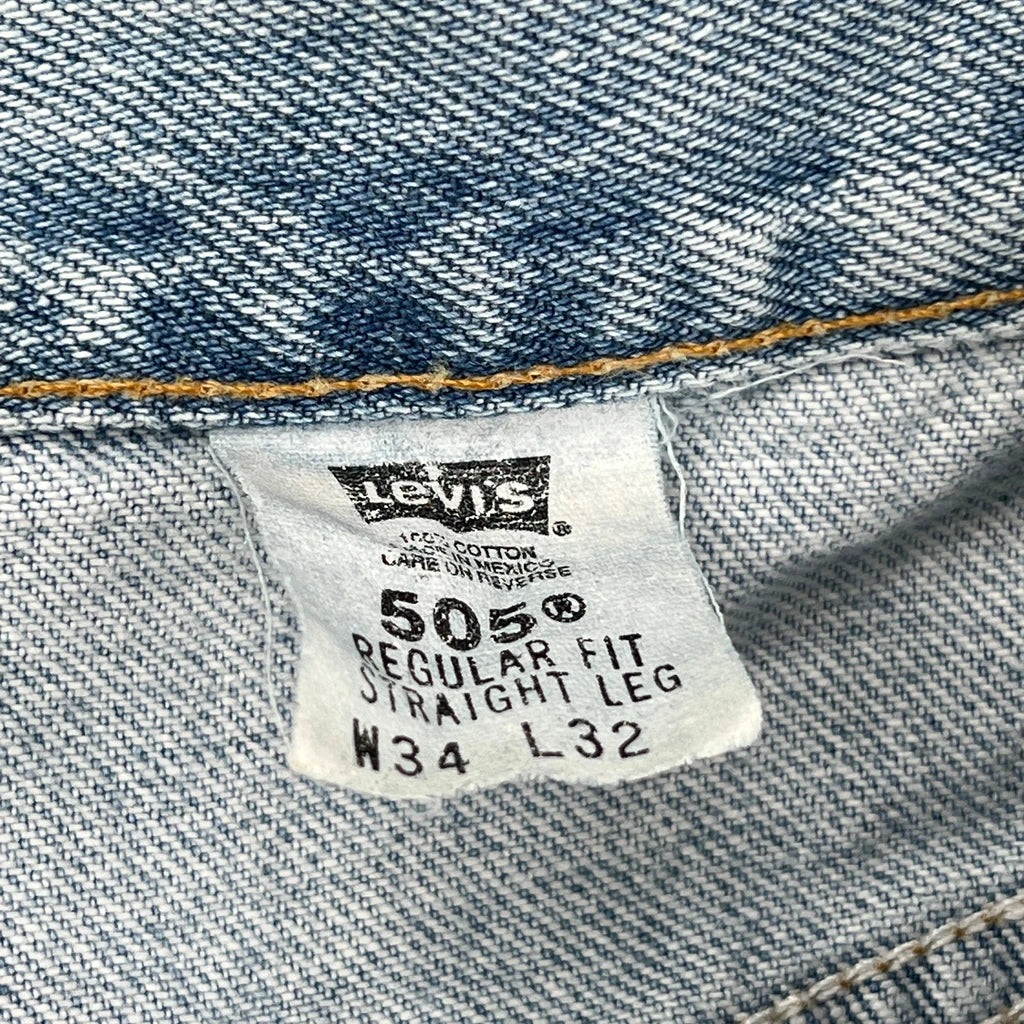 LEVI'S ®
100% COTTON
MADE IN MEXICO
CARE ON REVERSE
505®
REGULAR FIT
STRAIGHT LEG
W34 L32